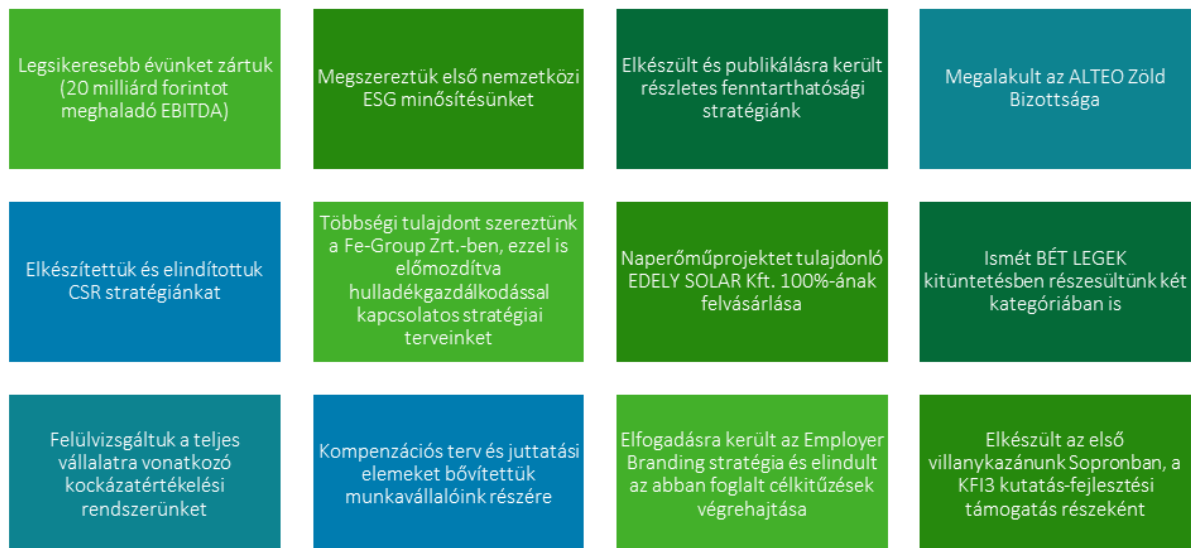 Legsikeresebb évünket zártuk
(20 milliárd forintot
meghaladó EBITDA)
Megszereztük első nemzetközi
ESG minősítésünket
Elkészült és publikálásra került
részletes fenntarthatósági
stratégiánk
Megalakult az ALTEO Zöld
Bizottsága
Elkészítettük és elindítottuk
CSR stratégiánkat
Többségi tulajdont szereztünk
a Fe-Group Zrt.-ben, ezzel is
előmozdítva
hulladékgazdálkodással
kapcsolatos stratégiai
terveinket
Naperőműprojektet tulajdonló
EDELY SOLAR Kft. 100%-ának
felvásárlása
Ismét BÉT LEGEK
kitüntetésben részesültünk két
kategóriában is
Felülvizsgáltuk a teljes
vállalatra vonatkozó
kockázatértékelési
rendszerünket
Kompenzációs terv és juttatási
elemeket bővítettük
munkavállalóink részére
Elfogadásra került az Employer
Branding stratégia és elindult
az abban foglalt célkitűzések
végrehajtása
Elkészült az első
villanykazánunk Sopronban, a
KFI3 kutatás-fejlesztési
támogatás részeként